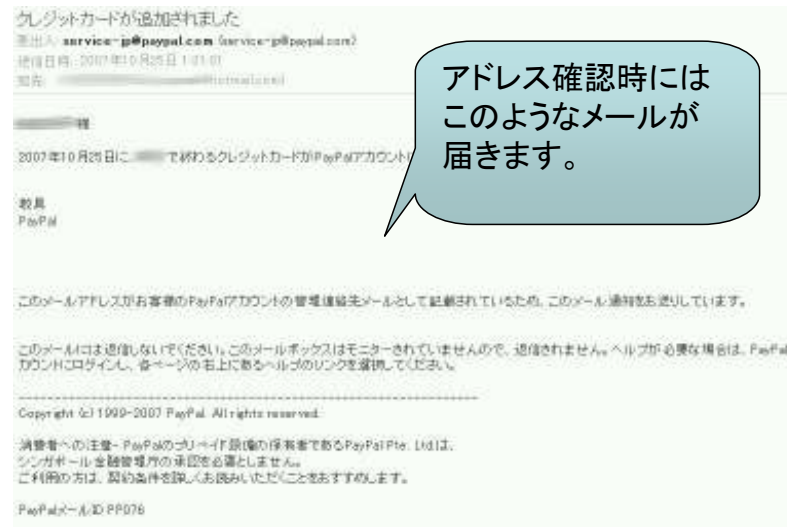 クレジットカードが追加されました
差出人: service-jp@paypal.com (service-jp@paypal.com)
送信日時: 2007年10月25日 1:01:01
宛先:
アドレス確認時には
このようなメールが
届きます。
様
2007年10月25日に、 で終わるクレジットカードがPayPalアカウント
敬具
PayPal
このメールアドレスがお客様のPayPalアカウントの管理連絡先メールとして記載されているため、このメール通知をお送りしています。
このメールには返信しないでください。このメールボックスはモニターされていませんので、返信されません。ヘルプが必要な場合は、PayPal
カウントにログインし、各ページの右上にあるヘルプのリンクを選択してください。
Copyright (c) 1999-2007 PayPal. All rights reserved.
消費者への注意- PayPalのプリペイド設備の保有者であるPayPal Pte. Ltd.は、
シンガポール金融管理庁の承認を必要としません。
ご利用の方は、契約条件を詳しくお読みいただくことをおすすめします。
PayPalメールID PP076